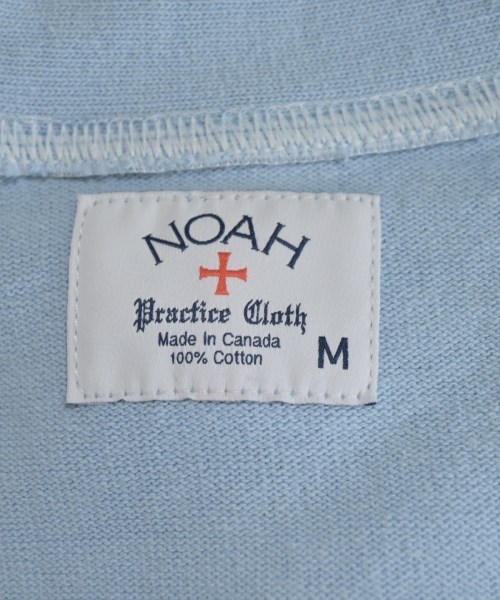 NOAH
Practice Cloth
Made In Canada
100% Cotton
M